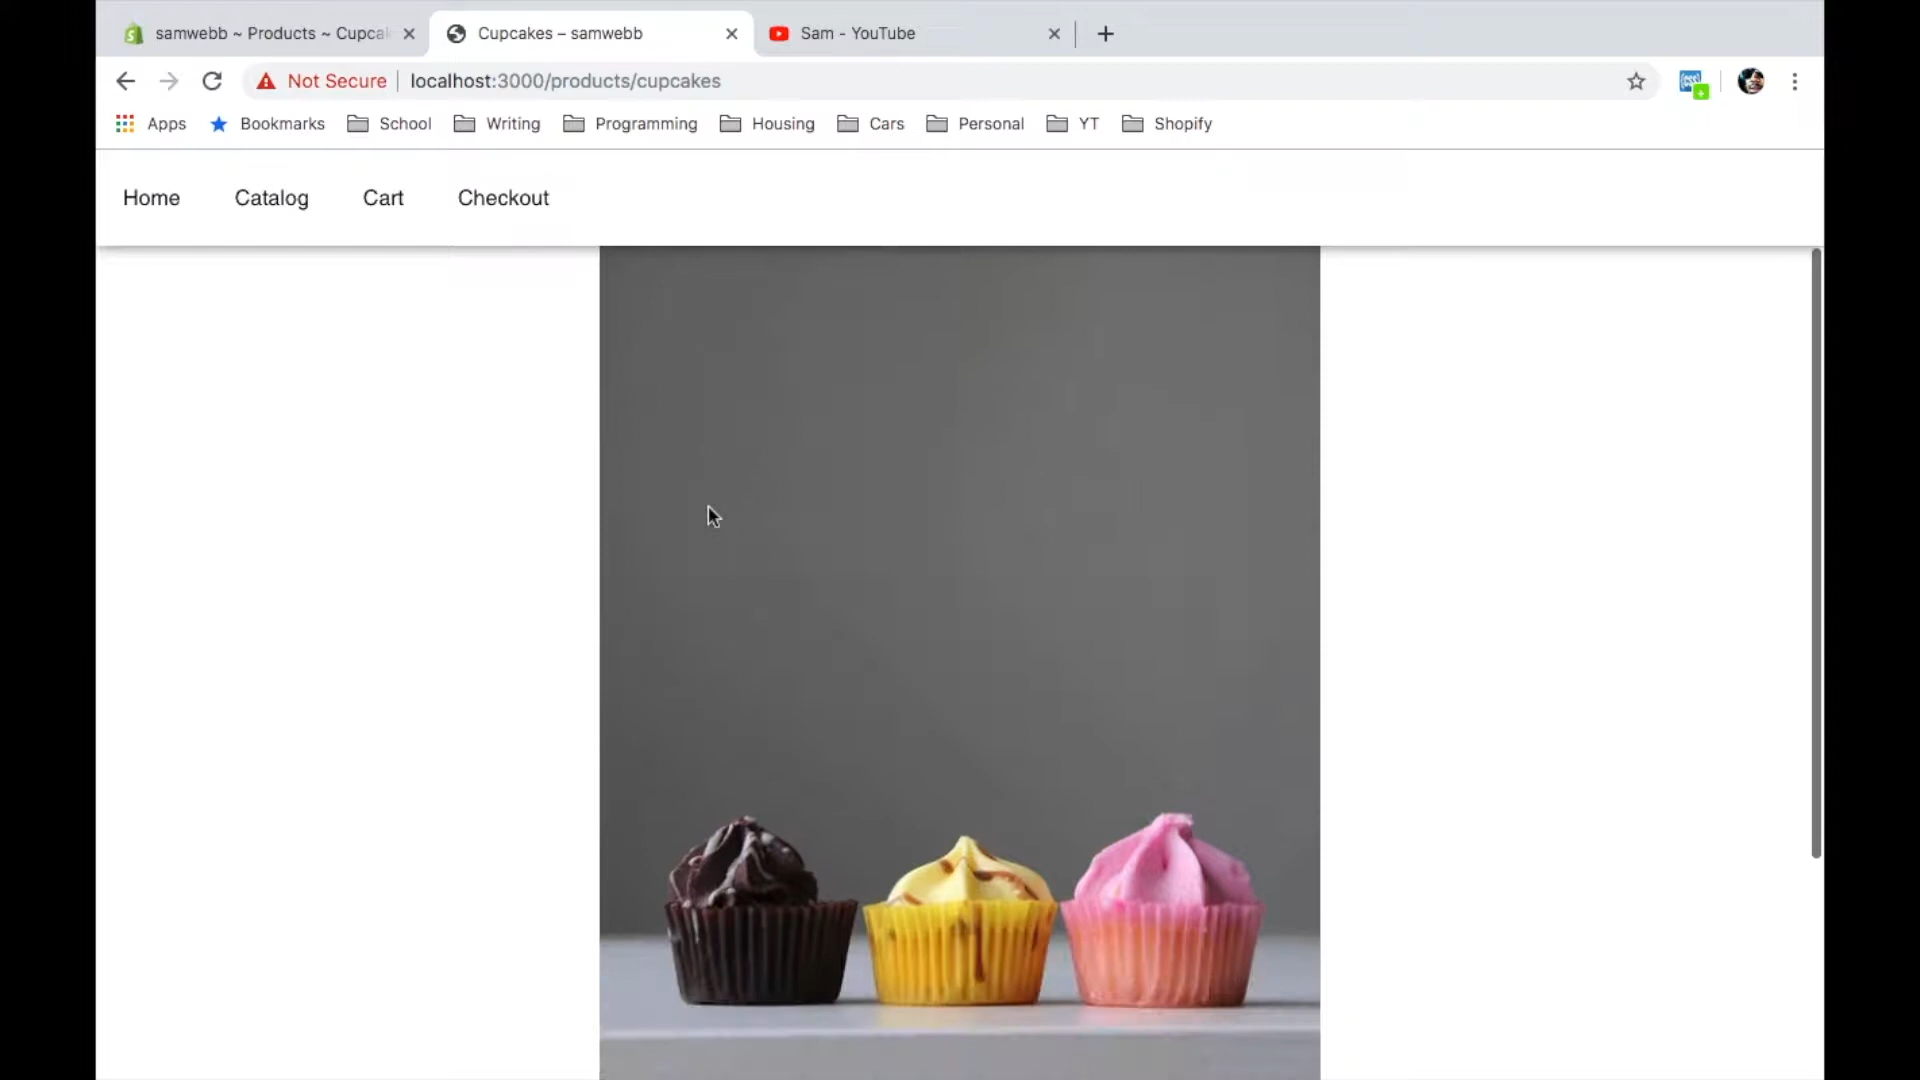 samwebb ~ Products ~ Cupca
Cupcakes – samwebb
Sam - YouTube
Not Secure
localhost:3000/products/cupcakes
Apps
Bookmarks
School
Writing
Programming
Housing
Cars
Personal
YT
Shopify
Home
Catalog
Cart
Checkout